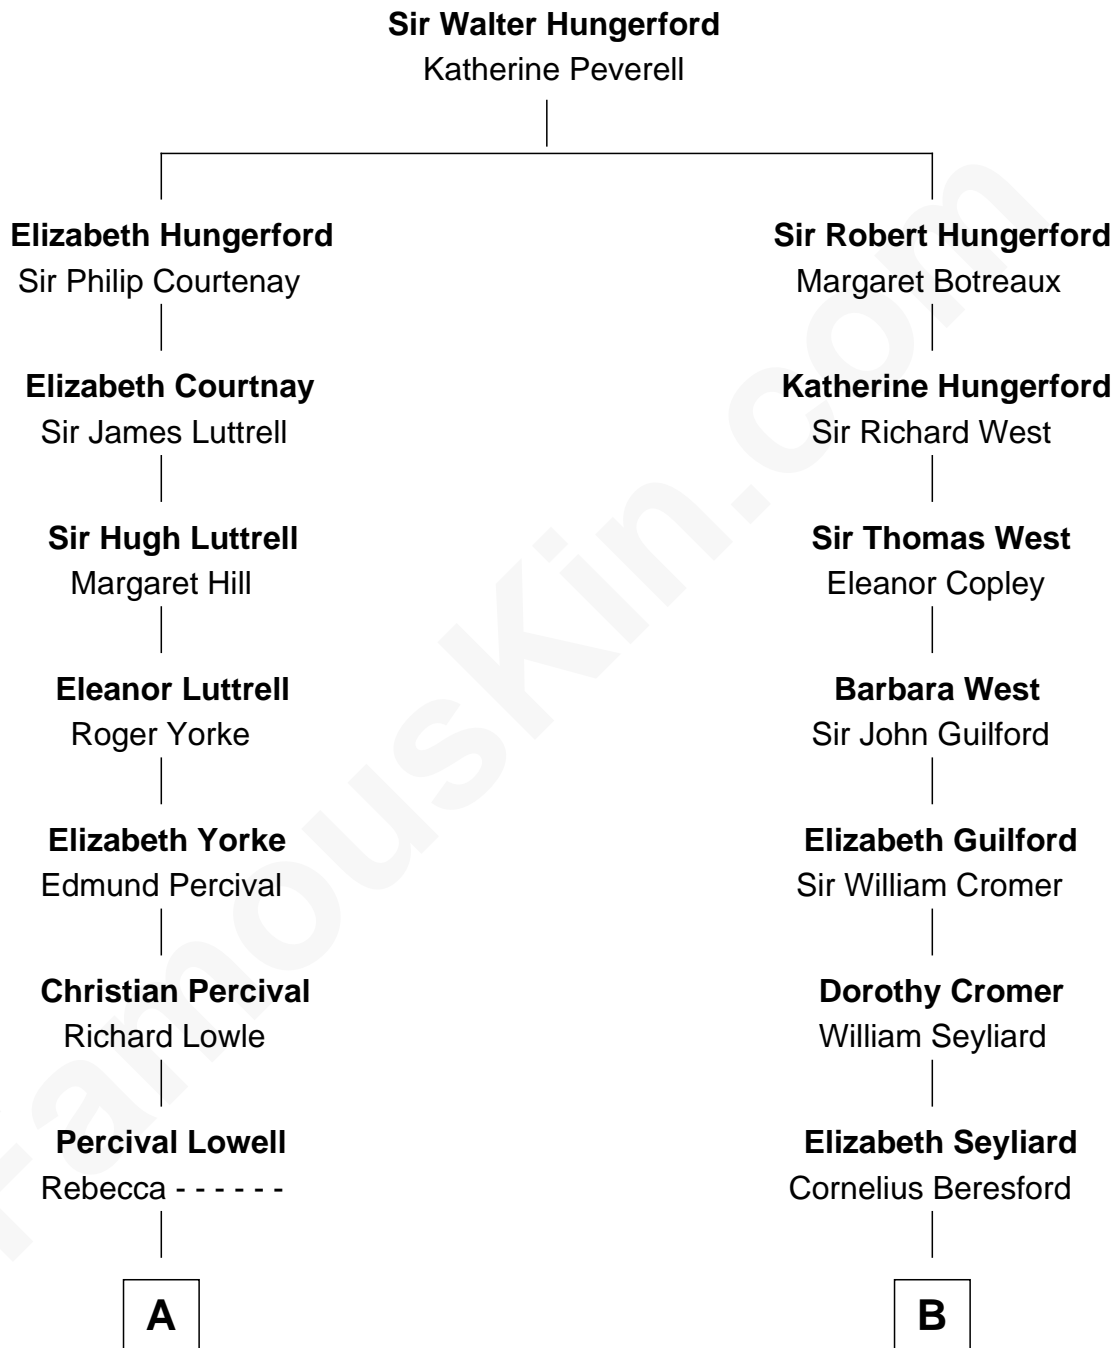 Sir Walter Hungerford
Katherine Peverell
Elizabeth Hungerford
Sir Philip Courtenay
Sir Robert Hungerford
Margaret Botreaux
Elizabeth Courtnay
Sir James Luttrell
Katherine Hungerford
Sir Richard West
Sir Hugh Luttrell
Margaret Hill
Sir Thomas West
Eleanor Copley
Eleanor Luttrell
Roger Yorke
Barbara West
Sir John Guilford
Elizabeth Yorke
Edmund Percival
Elizabeth Guilford
Sir William Cromer
Christian Percival
Richard Lowle
Dorothy Cromer
William Seyliard
Percival Lowell
Rebecca - - - - - -
Elizabeth Seyliard
Cornelius Beresford
A
B
FamousKin.com